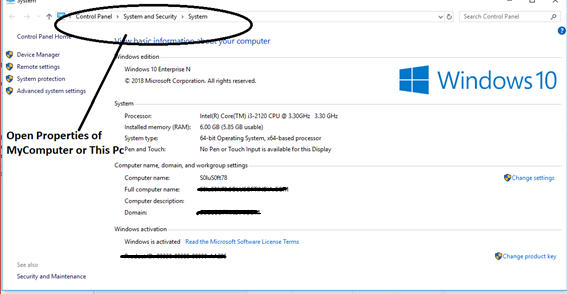 System
Control Panel > System and Security > System
Search Control Panel
Control Panel Home
Device Manager
Remote settings
System protection
Advanced system settings
View basic information about your computer
Windows edition
Windows 10 Enterprise N
© 2018 Microsoft Corporation. All rights reserved.
Windows 10
System
Processor: Intel(R) Core(TM) i3-2120 CPU @ 3.30GHz 3.30 GHz
Installed memory (RAM): 6.00 GB (5.85 GB usable)
System type: 64-bit Operating System, x64-based processor
Pen and Touch: No Pen or Touch Input is available for this Display
Open Properties of
MyComputer or This Pc
Computer name, domain, and workgroup settings
Computer name: S0luS0ft78
Change settings
Full computer name:
Computer description:
Domain:
Windows activation
Windows is activated Read the Microsoft Software License Terms
Change product key
See also
Security and Maintenance